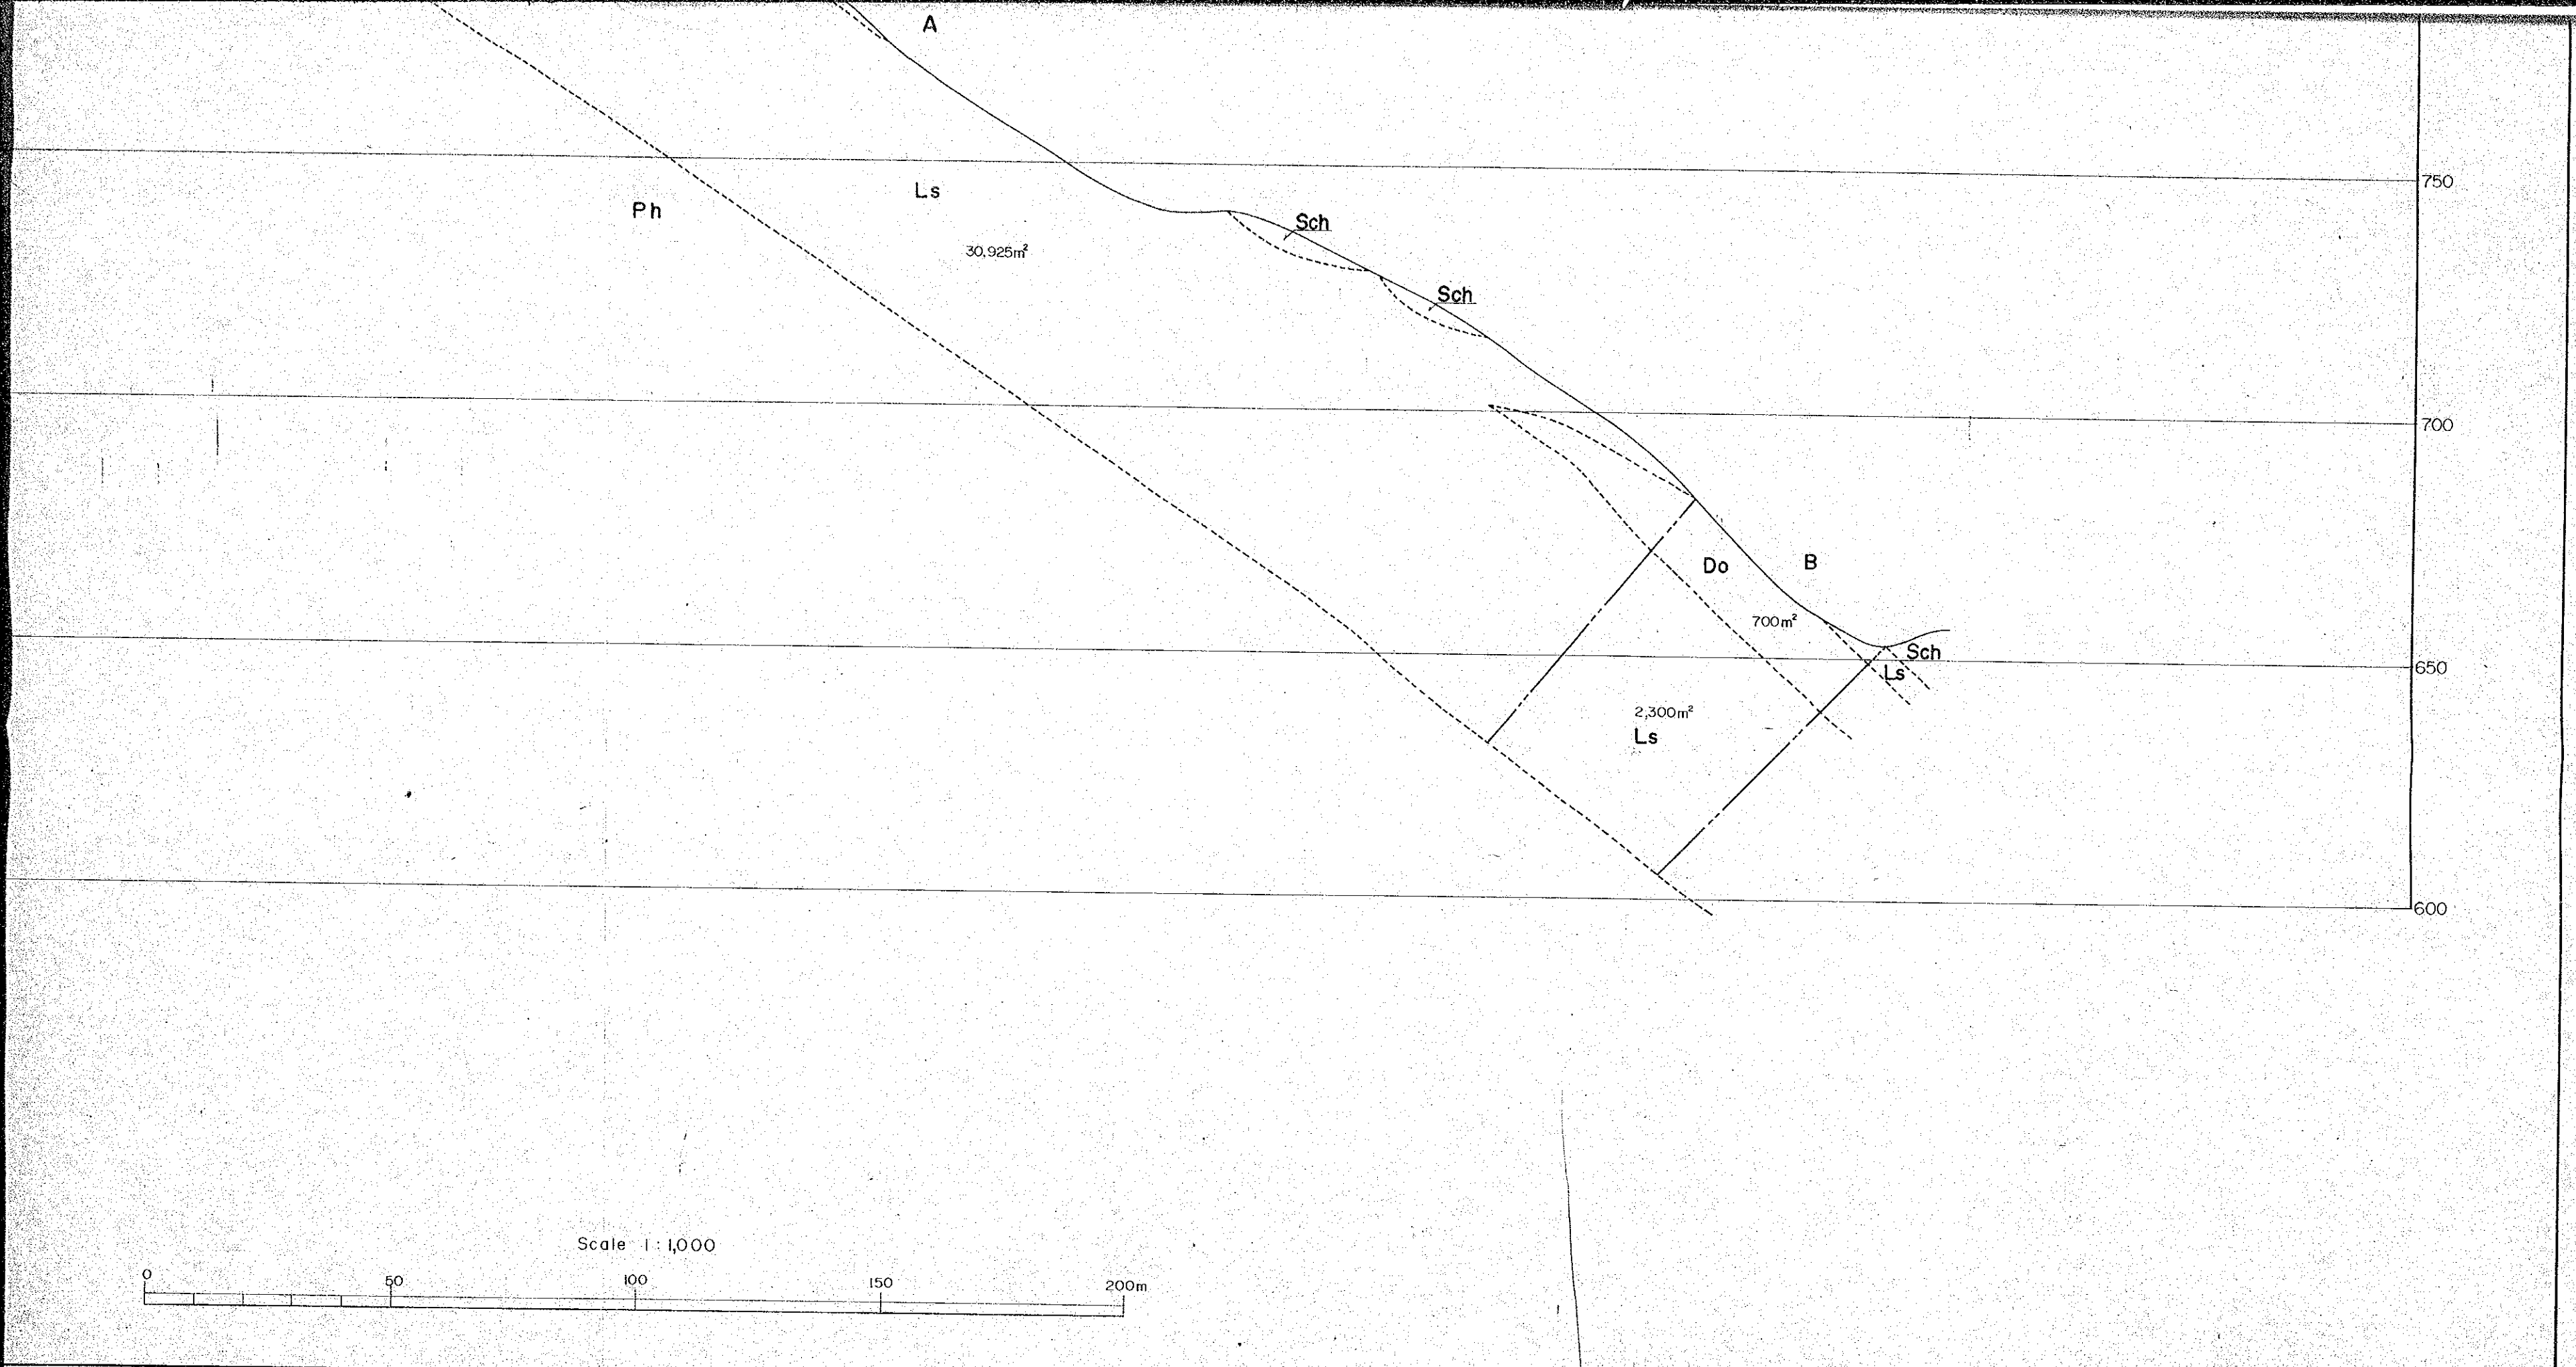 A
750
Ls
Ph
Sch
30,925m²
Sch
700
B
Do
700m²
Sch
650
Ls
2,300m²
Ls
600
Scale 1:1,000
0 50 100 150 200m